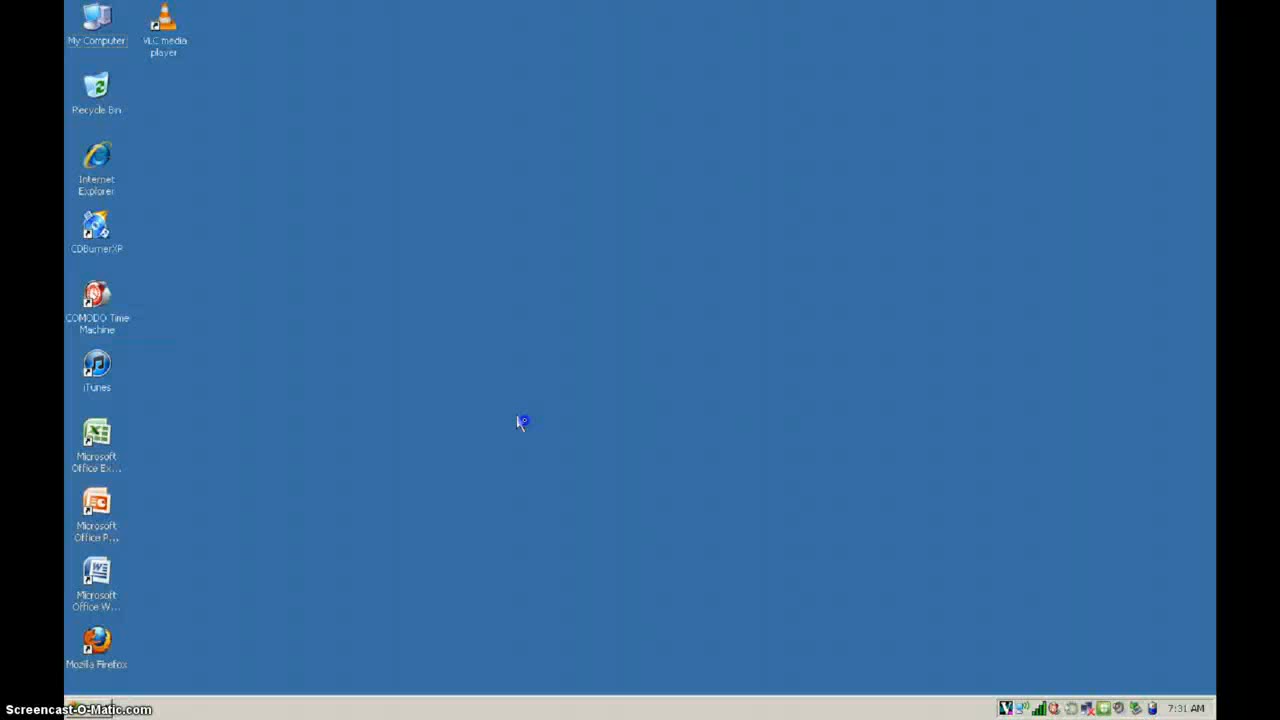 My Computer
VLC media
player
Recycle Bin
Internet
Explorer
CDBurnerXP
COMODO Time
Machine
iTunes
Microsoft
Office Ex...
Microsoft
Office P...
Microsoft
Office W...
Mozilla Firefox
Screencast-O-Matic.com
7:31 AM